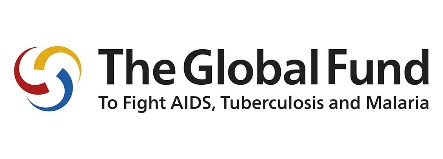 The Global Fund
To Fight AIDS, Tuberculosis and Malaria